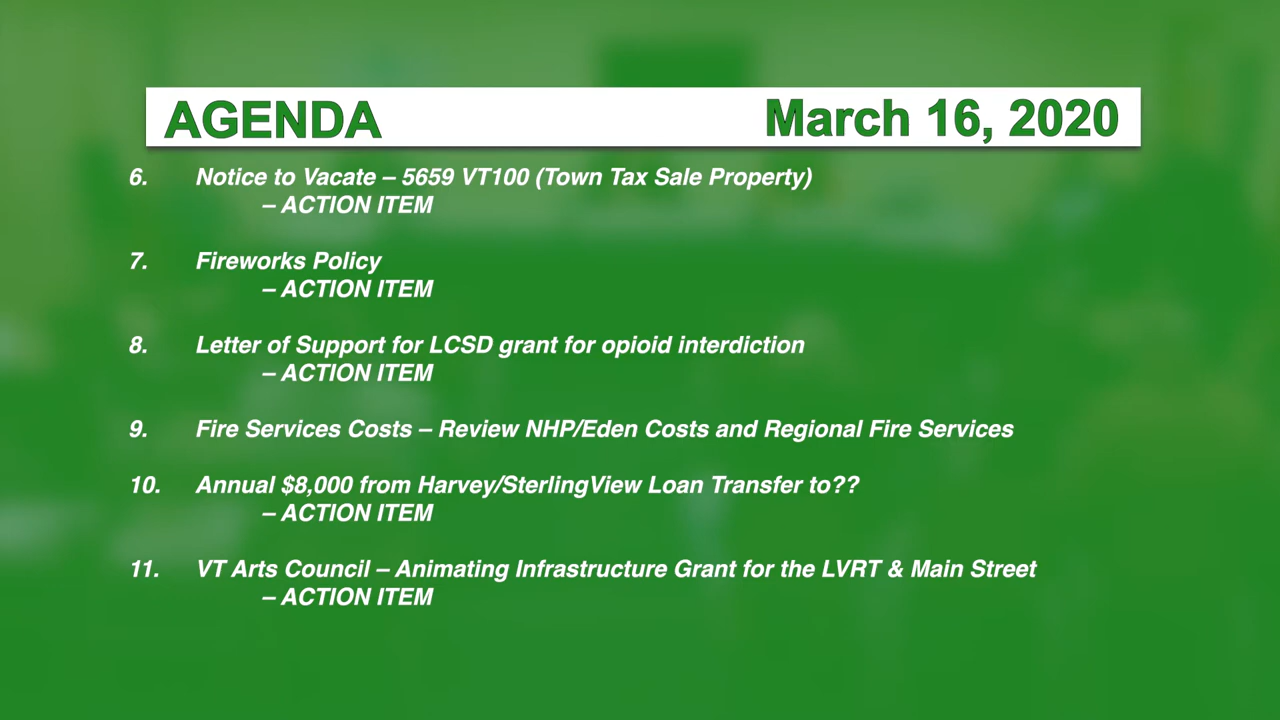 AGENDA March 16, 2020
6. Notice to Vacate – 5659 VT100 (Town Tax Sale Property)
– ACTION ITEM
7. Fireworks Policy
– ACTION ITEM
8. Letter of Support for LCSD grant for opioid interdiction
– ACTION ITEM
9. Fire Services Costs – Review NHP/Eden Costs and Regional Fire Services
10. Annual $8,000 from Harvey/SterlingView Loan Transfer to??
– ACTION ITEM
11. VT Arts Council – Animating Infrastructure Grant for the LVRT & Main Street
– ACTION ITEM